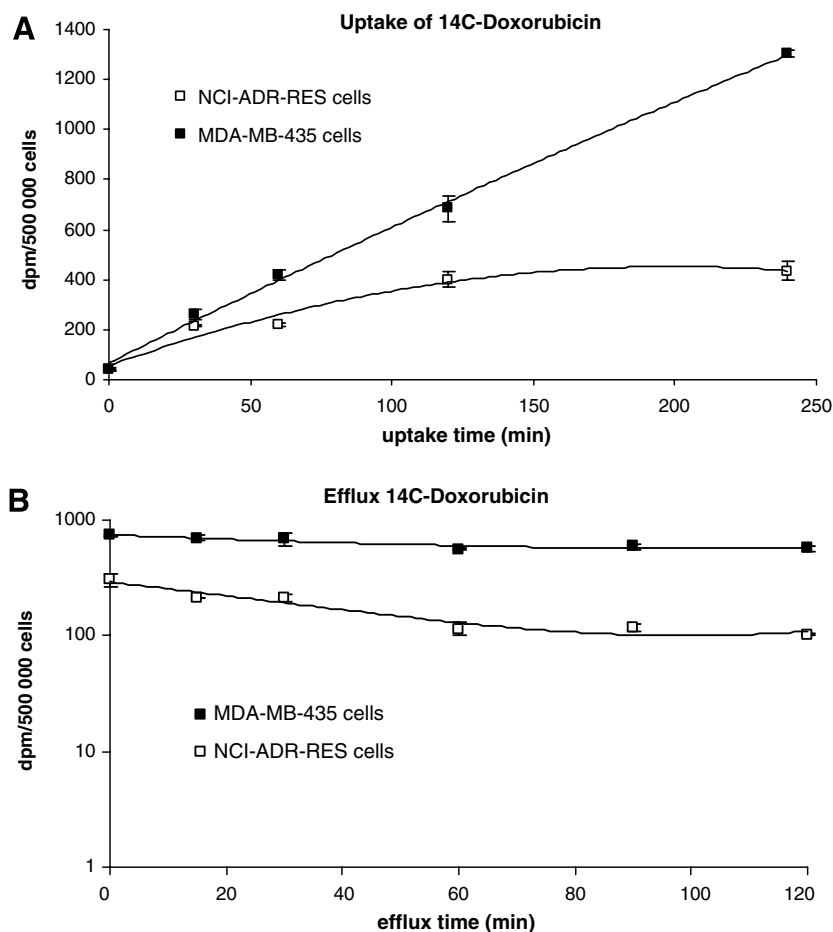 A
Uptake of 14C-Doxorubicin
1400
1200
1000
800
600
400
200
0
dpm/500 000 cells
NCI-ADR-RES cells
MDA-MB-435 cells
0 50 100 150 200 250
uptake time (min)
B
Efflux 14C-Doxorubicin
1000
100
10
1
dpm/500 000 cells
MDA-MB-435 cells
NCI-ADR-RES cells
0 20 40 60 80 100 120
efflux time (min)